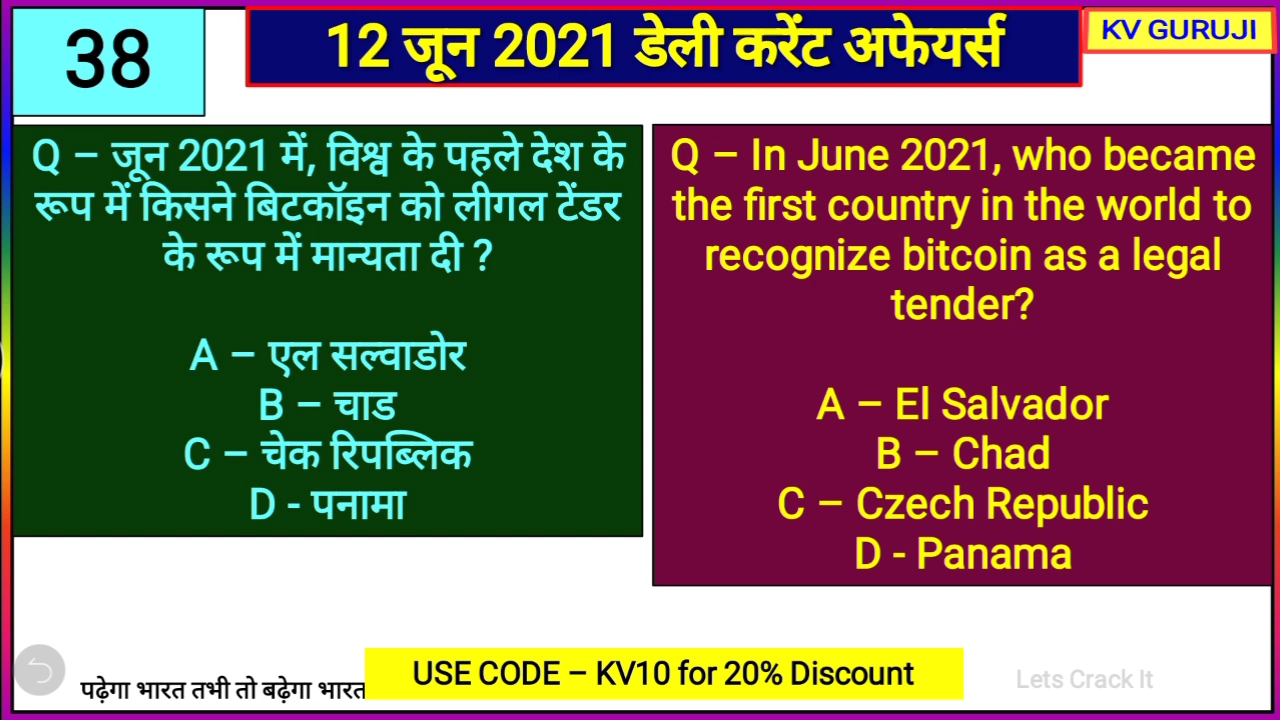 38
12 जून 2021 डेली करेंट अफेयर्स
KV GURUJI
Q – जून 2021 में, विश्व के पहले देश के
रूप में किसने बिटकॉइन को लीगल टेंडर
के रूप में मान्यता दी ?
A – एल सल्वाडोर
B – चाड
C – चेक रिपब्लिक
D - पनामा
Q – In June 2021, who became
the first country in the world to
recognize bitcoin as a legal
tender?
A – El Salvador
B – Chad
C – Czech Republic
D - Panama
पढ़ेगा भारत तभी तो बढ़ेगा भारत
USE CODE – KV10 for 20% Discount
Lets Crack It